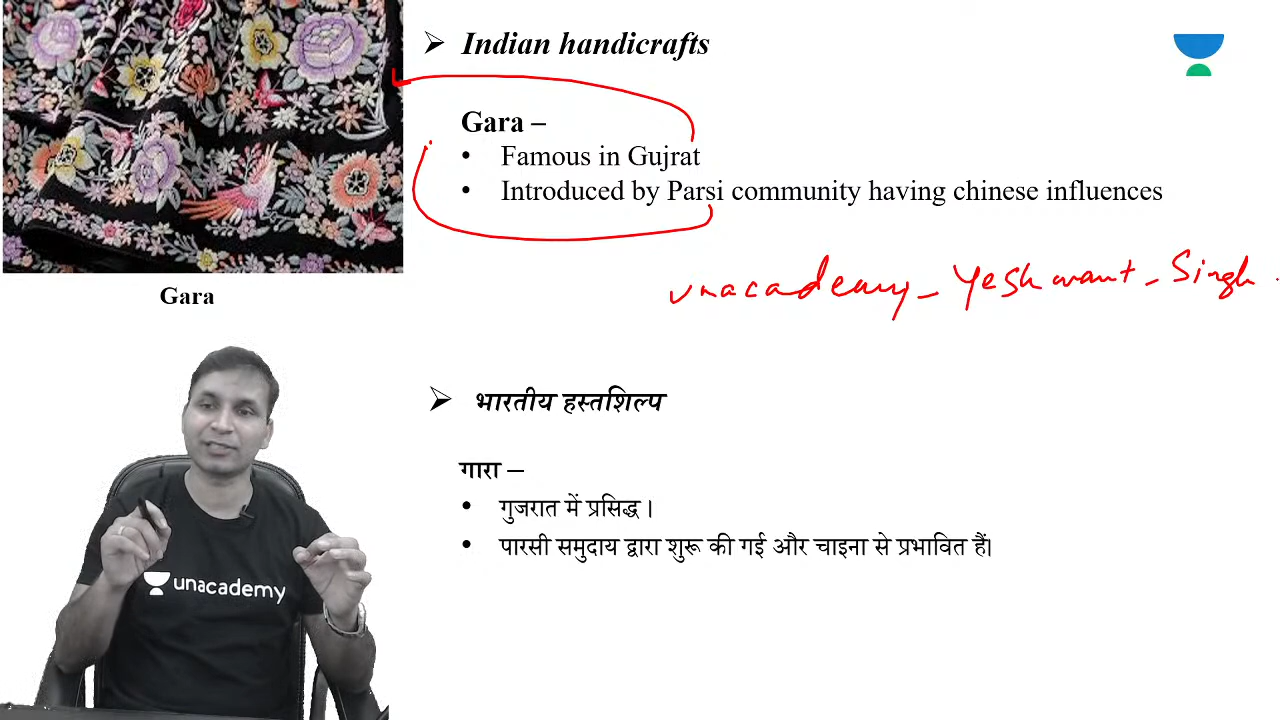 ➢ Indian handicrafts
Gara –
• Famous in Gujrat
• Introduced by Parsi community having chinese influences
Gara
unacademy_Yeshwant_Singh
➢ भारतीय हस्तशिल्प
गारा –
• गुजरात में प्रसिद्ध ।
• पारसी समुदाय द्वारा शुरू की गई और चाइना से प्रभावित हैं।
unacademy